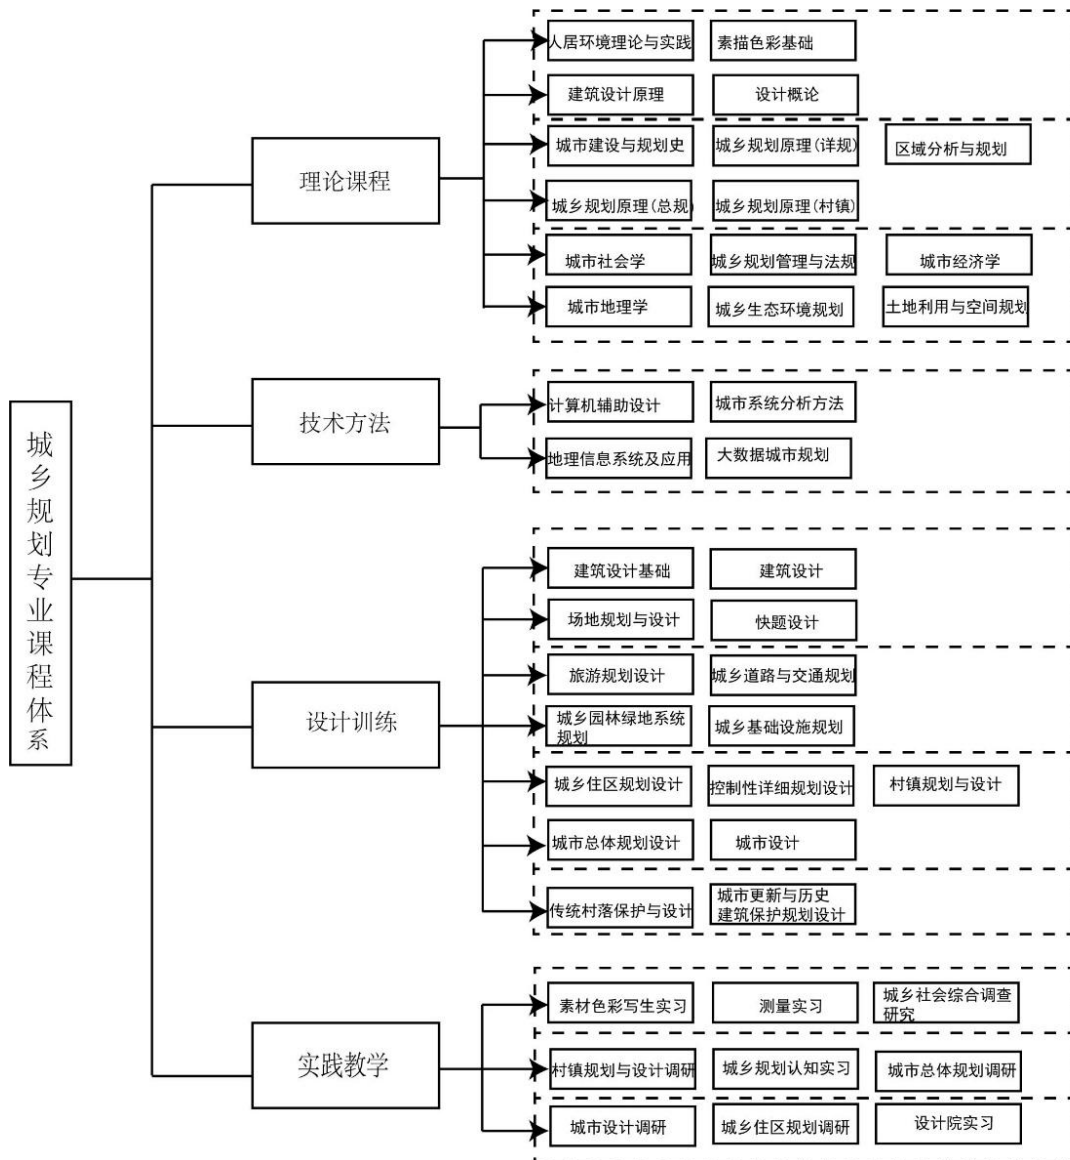 城乡规划专业课程体系
理论课程
人居环境理论与实践
素描色彩基础
建筑设计原理
设计概论
城市建设与规划史
城乡规划原理(详规)
区域分析与规划
城乡规划原理(总规)
城乡规划原理(村镇)
城市社会学
城乡规划管理与法规
城市经济学
城市地理学
城乡生态环境规划
土地利用与空间规划
技术方法
计算机辅助设计
城市系统分析方法
地理信息系统及应用
大数据城市规划
设计训练
建筑设计基础
建筑设计
场地规划与设计
快题设计
旅游规划设计
城乡道路与交通规划
城乡园林绿地系统
规划
城乡基础设施规划
城乡住区规划设计
控制性详细规划设计
村镇规划与设计
城市总体规划设计
城市设计
传统村落保护与设计
城市更新与历史
建筑保护规划设计
实践教学
素材色彩写生实习
测量实习
城乡社会综合调查
研究
村镇规划与设计调研
城乡规划认知实习
城市总体规划调研
城市设计调研
城乡住区规划调研
设计院实习